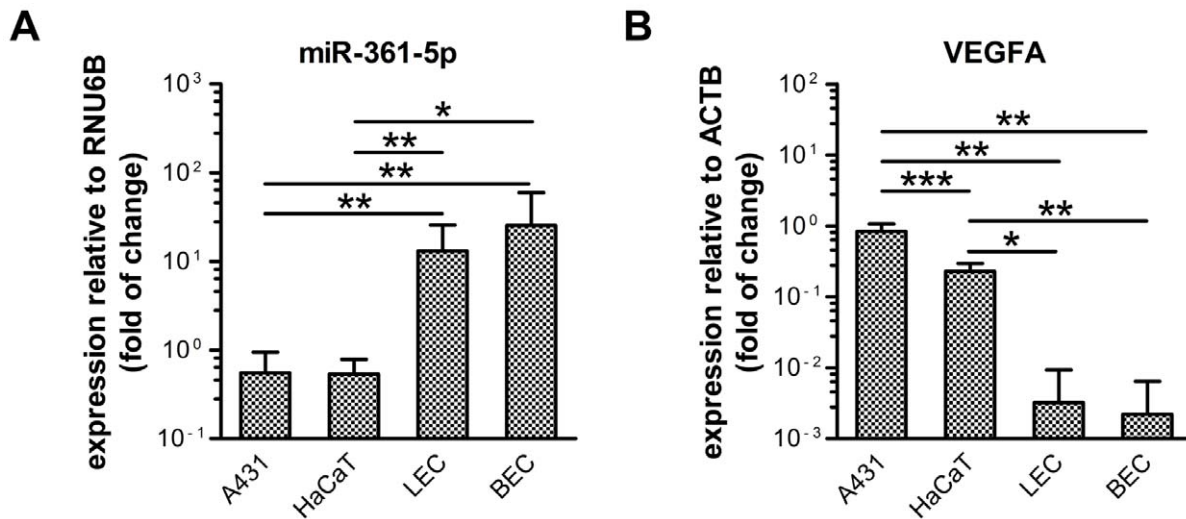 A
miR-361-5p
expression relative to RNU6B
(fold of change)
10³
10²
10¹
10⁰
10⁻¹
*
**
**
**
A431
HaCaT
LEC
BEC
B
VEGFA
expression relative to ACTB
(fold of change)
10²
10¹
10⁰
10⁻¹
10⁻²
10⁻³
**
**
***
**
*
A431
HaCaT
LEC
BEC